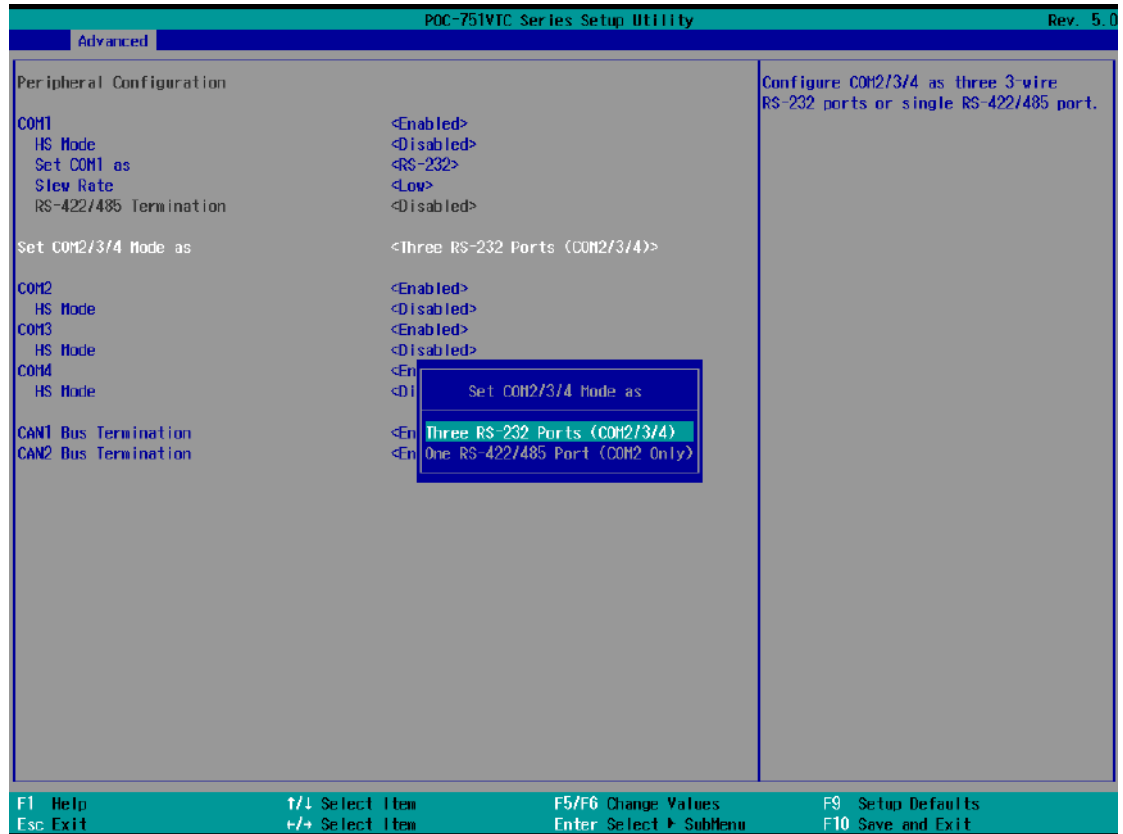 POC-751VTC Series Setup Utility Rev. 5.0
Advanced
Peripheral Configuration
Configure COM2/3/4 as three 3-wire
RS-232 ports or single RS-422/485 port.
COM1 <Enabled>
HS Mode <Disabled>
Set COM1 as <RS-232>
Slew Rate <Low>
RS-422/485 Termination <Disabled>
Set COM2/3/4 Mode as <Three RS-232 Ports (COM2/3/4)>
COM2 <Enabled>
HS Mode <Disabled>
COM3 <Enabled>
HS Mode <Disabled>
COM4 <En
HS Mode <Di
CAN1 Bus Termination <En
CAN2 Bus Termination <En
Set COM2/3/4 Mode as
Three RS-232 Ports (COM2/3/4)
One RS-422/485 Port (COM2 Only)
F1 Help ↑/↓ Select Item F5/F6 Change Values F9 Setup Defaults
Esc Exit ←/→ Select Item Enter Select ▶ SubMenu F10 Save and Exit